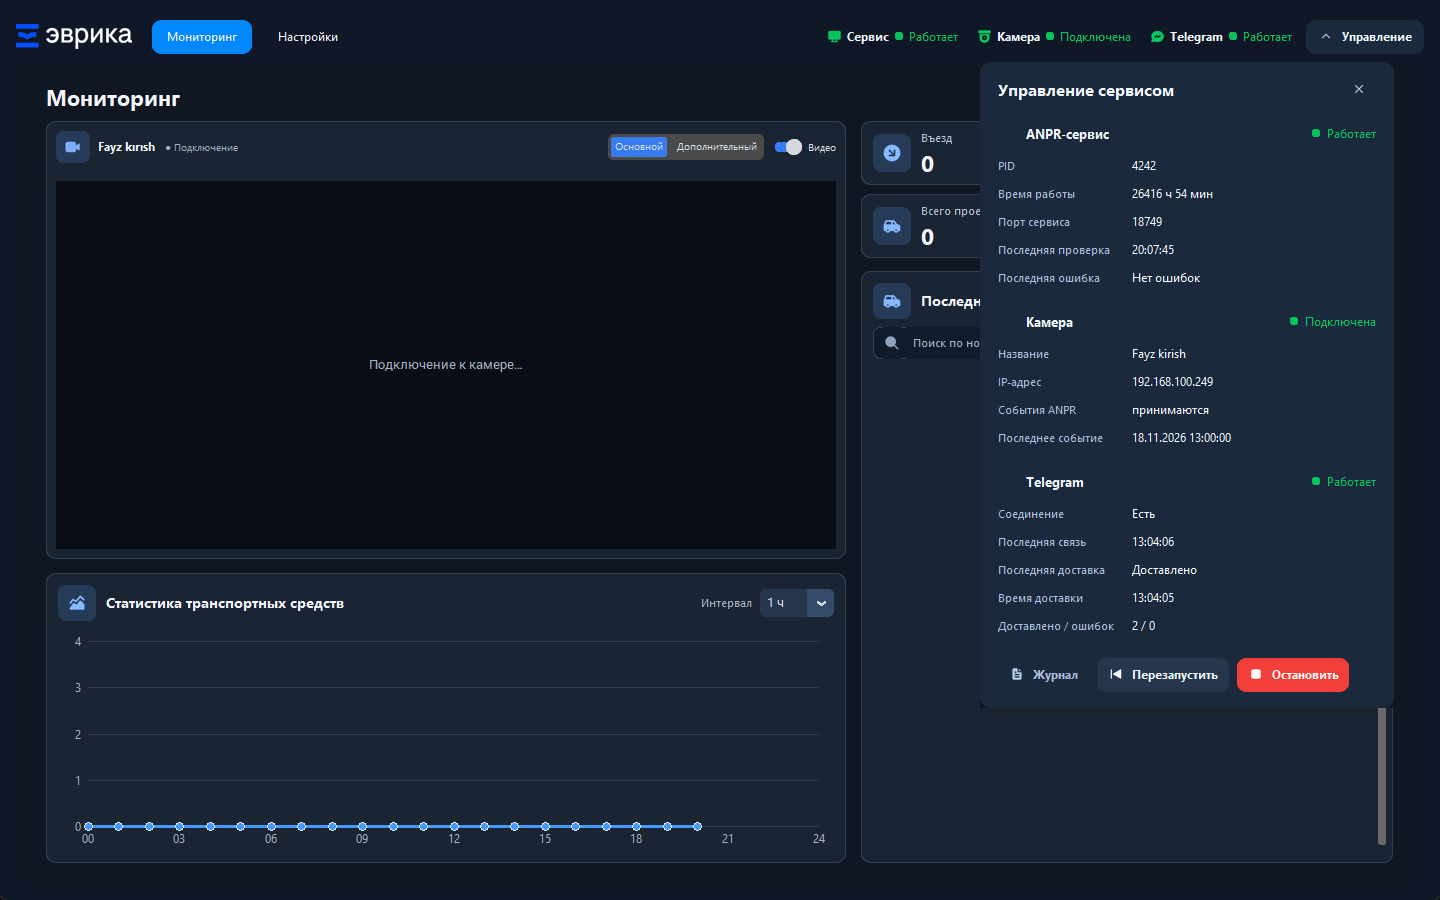 эврика
Мониторинг
Настройки
Сервис Работает
Камера Подключена
Telegram Работает
Управление
Мониторинг
Fayz kirish
Подключение
Основной
Дополнительный
Видео
Подключение к камере...
Въезд
0
Всего прое
0
Последн
Поиск по но
Статистика транспортных средств
Интервал
1 ч
4
3
2
1
0
00 03 06 09 12 15 18 21 24
Управление сервисом
ANPR-сервис Работает
PID 4242
Время работы 26416 ч 54 мин
Порт сервиса 18749
Последняя проверка 20:07:45
Последняя ошибка Нет ошибок
Камера Подключена
Название Fayz kirish
IP-адрес 192.168.100.249
События ANPR принимаются
Последнее событие 18.11.2026 13:00:00
Telegram Работает
Соединение Есть
Последняя связь 13:04:06
Последняя доставка Доставлено
Время доставки 13:04:05
Доставлено / ошибок 2 / 0
Журнал
Перезапустить
Остановить